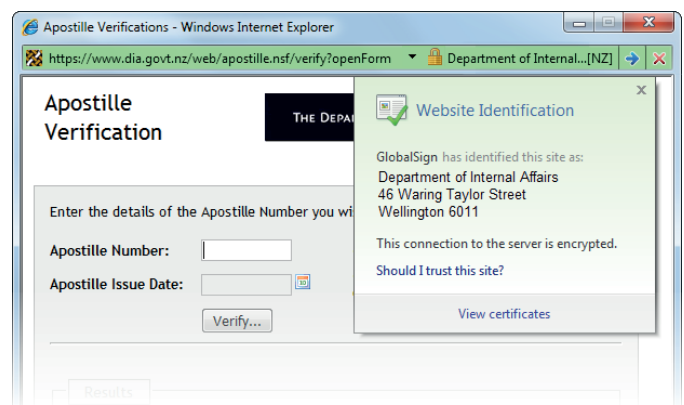 Apostille Verifications - Windows Internet Explorer
https://www.dia.govt.nz/web/apostille.nsf/verify?openForm Department of Internal...[NZ]
Apostille
Verification
THE DEPA
Website Identification
GlobalSign has identified this site as:
Department of Internal Affairs
46 Waring Taylor Street
Wellington 6011
This connection to the server is encrypted.
Should I trust this site?
View certificates
Enter the details of the Apostille Number you wi
Apostille Number:
Apostille Issue Date:
Verify...
Results